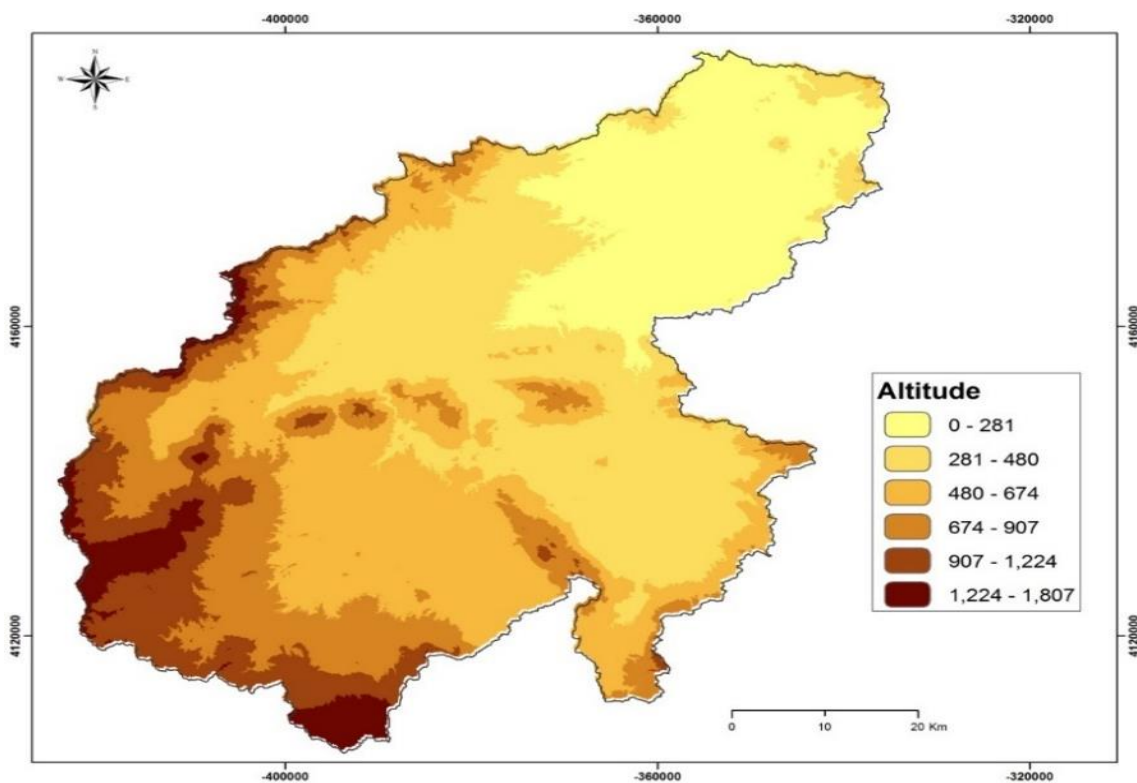 -400000 -360000 -320000
N
W E
S
4160000 4160000
Altitude
0 - 281
281 - 480
480 - 674
674 - 907
907 - 1,224
1,224 - 1,807
4120000 4120000
0 10 20 Km
-400000 -360000 -320000